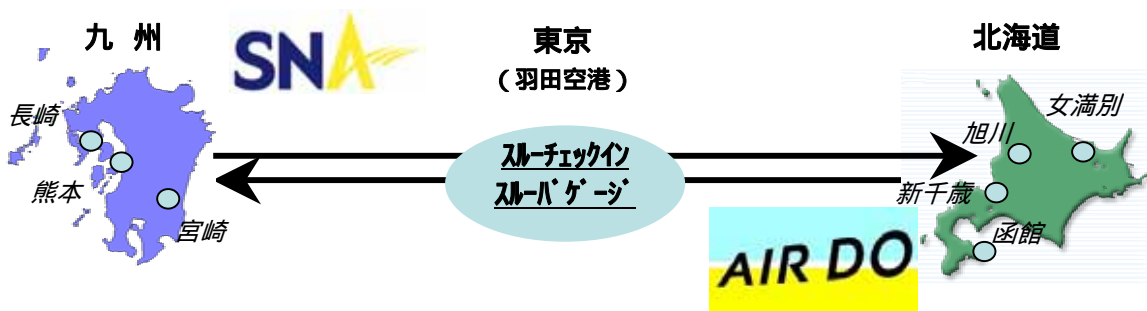 九 州
SNA
東京
(羽田空港)
北海道
長崎
熊本
宮崎
スルーチェックイン
スルーバゲージ
女満別
旭川
新千歳
函館
AIR DO